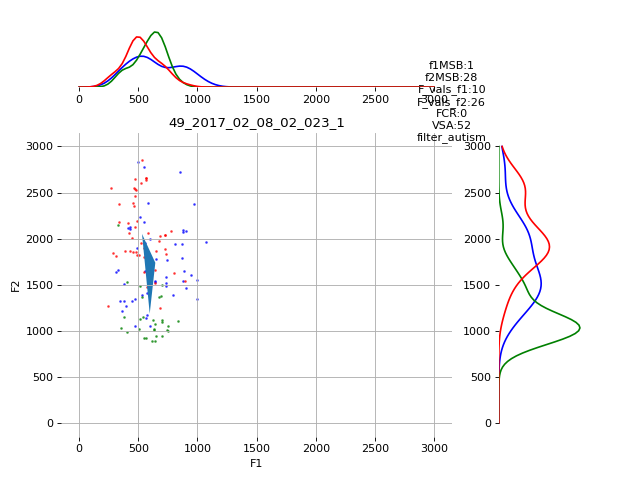 0 500 1000 1500 2000 2500 3000
f1MSB:1
f2MSB:28
F_vals_f1:10
F_vals_f2:26
FCR:0
VSA:52
filter_autism
49_2017_02_08_02_023_1
3000
2500
2000
1500
1000
500
0
F2
0 500 1000 1500 2000 2500 3000
F1
3000
2500
2000
1500
1000
500
0